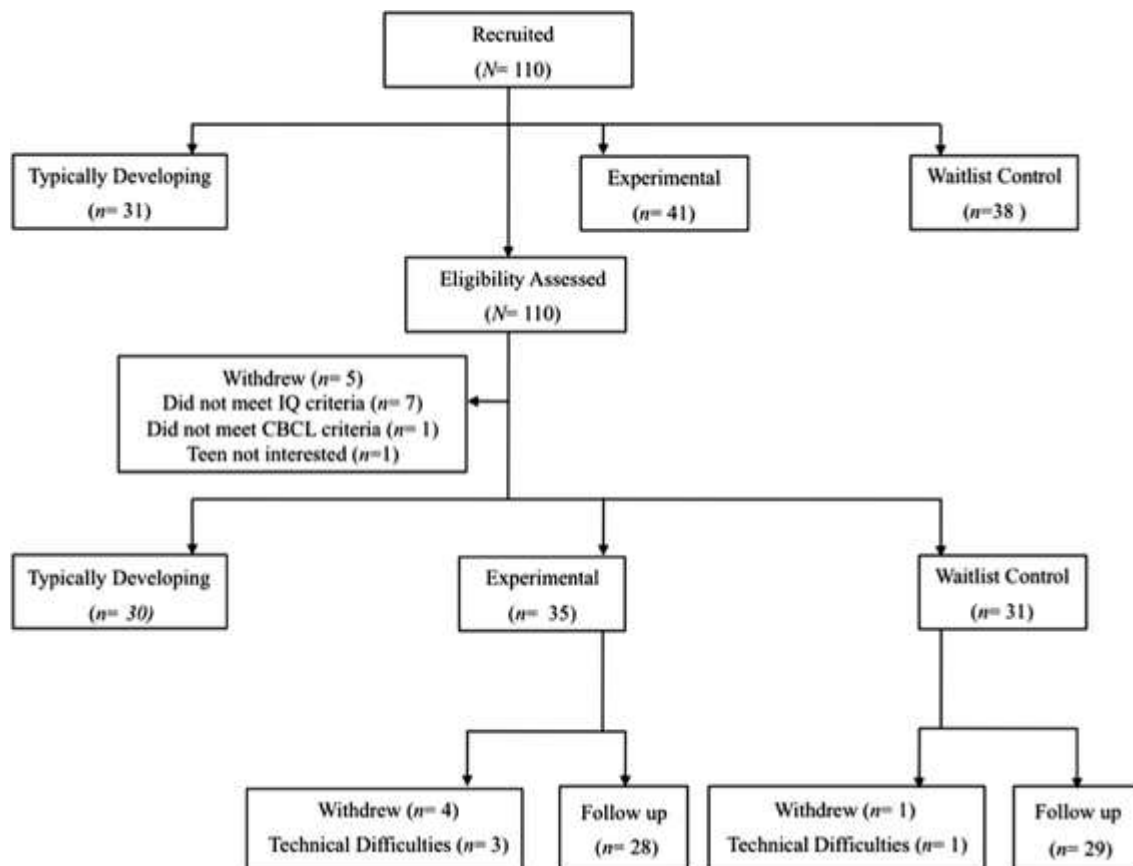 Recruited
(N= 110)
Typically Developing
(n= 31)
Experimental
(n= 41)
Waitlist Control
(n=38 )
Eligibility Assessed
(N= 110)
Withdrew (n= 5)
Did not meet IQ criteria (n= 7)
Did not meet CBCL criteria (n= 1)
Teen not interested (n=1)
Typically Developing
(n= 30)
Experimental
(n= 35)
Waitlist Control
(n= 31)
Withdrew (n= 4)
Technical Difficulties (n= 3)
Follow up
(n= 28)
Withdrew (n= 1)
Technical Difficulties (n= 1)
Follow up
(n= 29)